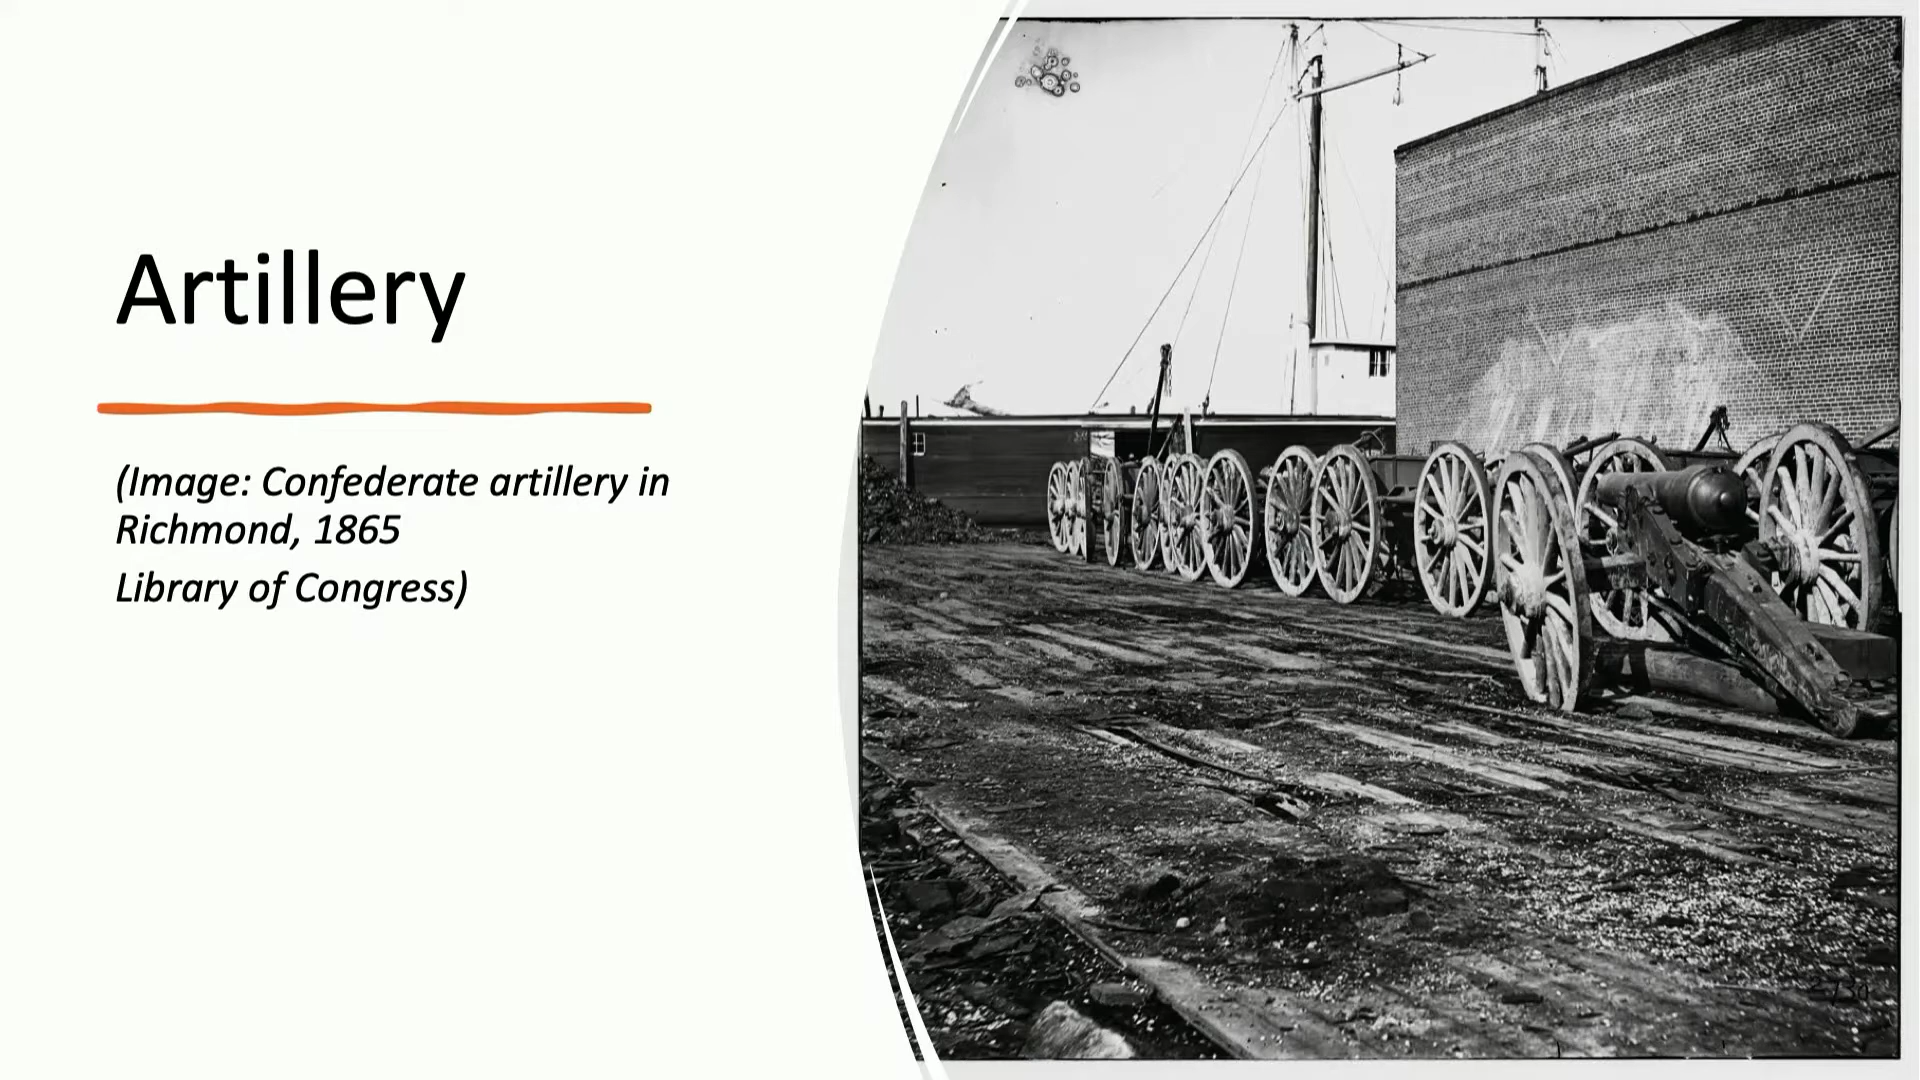 Artillery
(Image: Confederate artillery in
Richmond, 1865
Library of Congress)